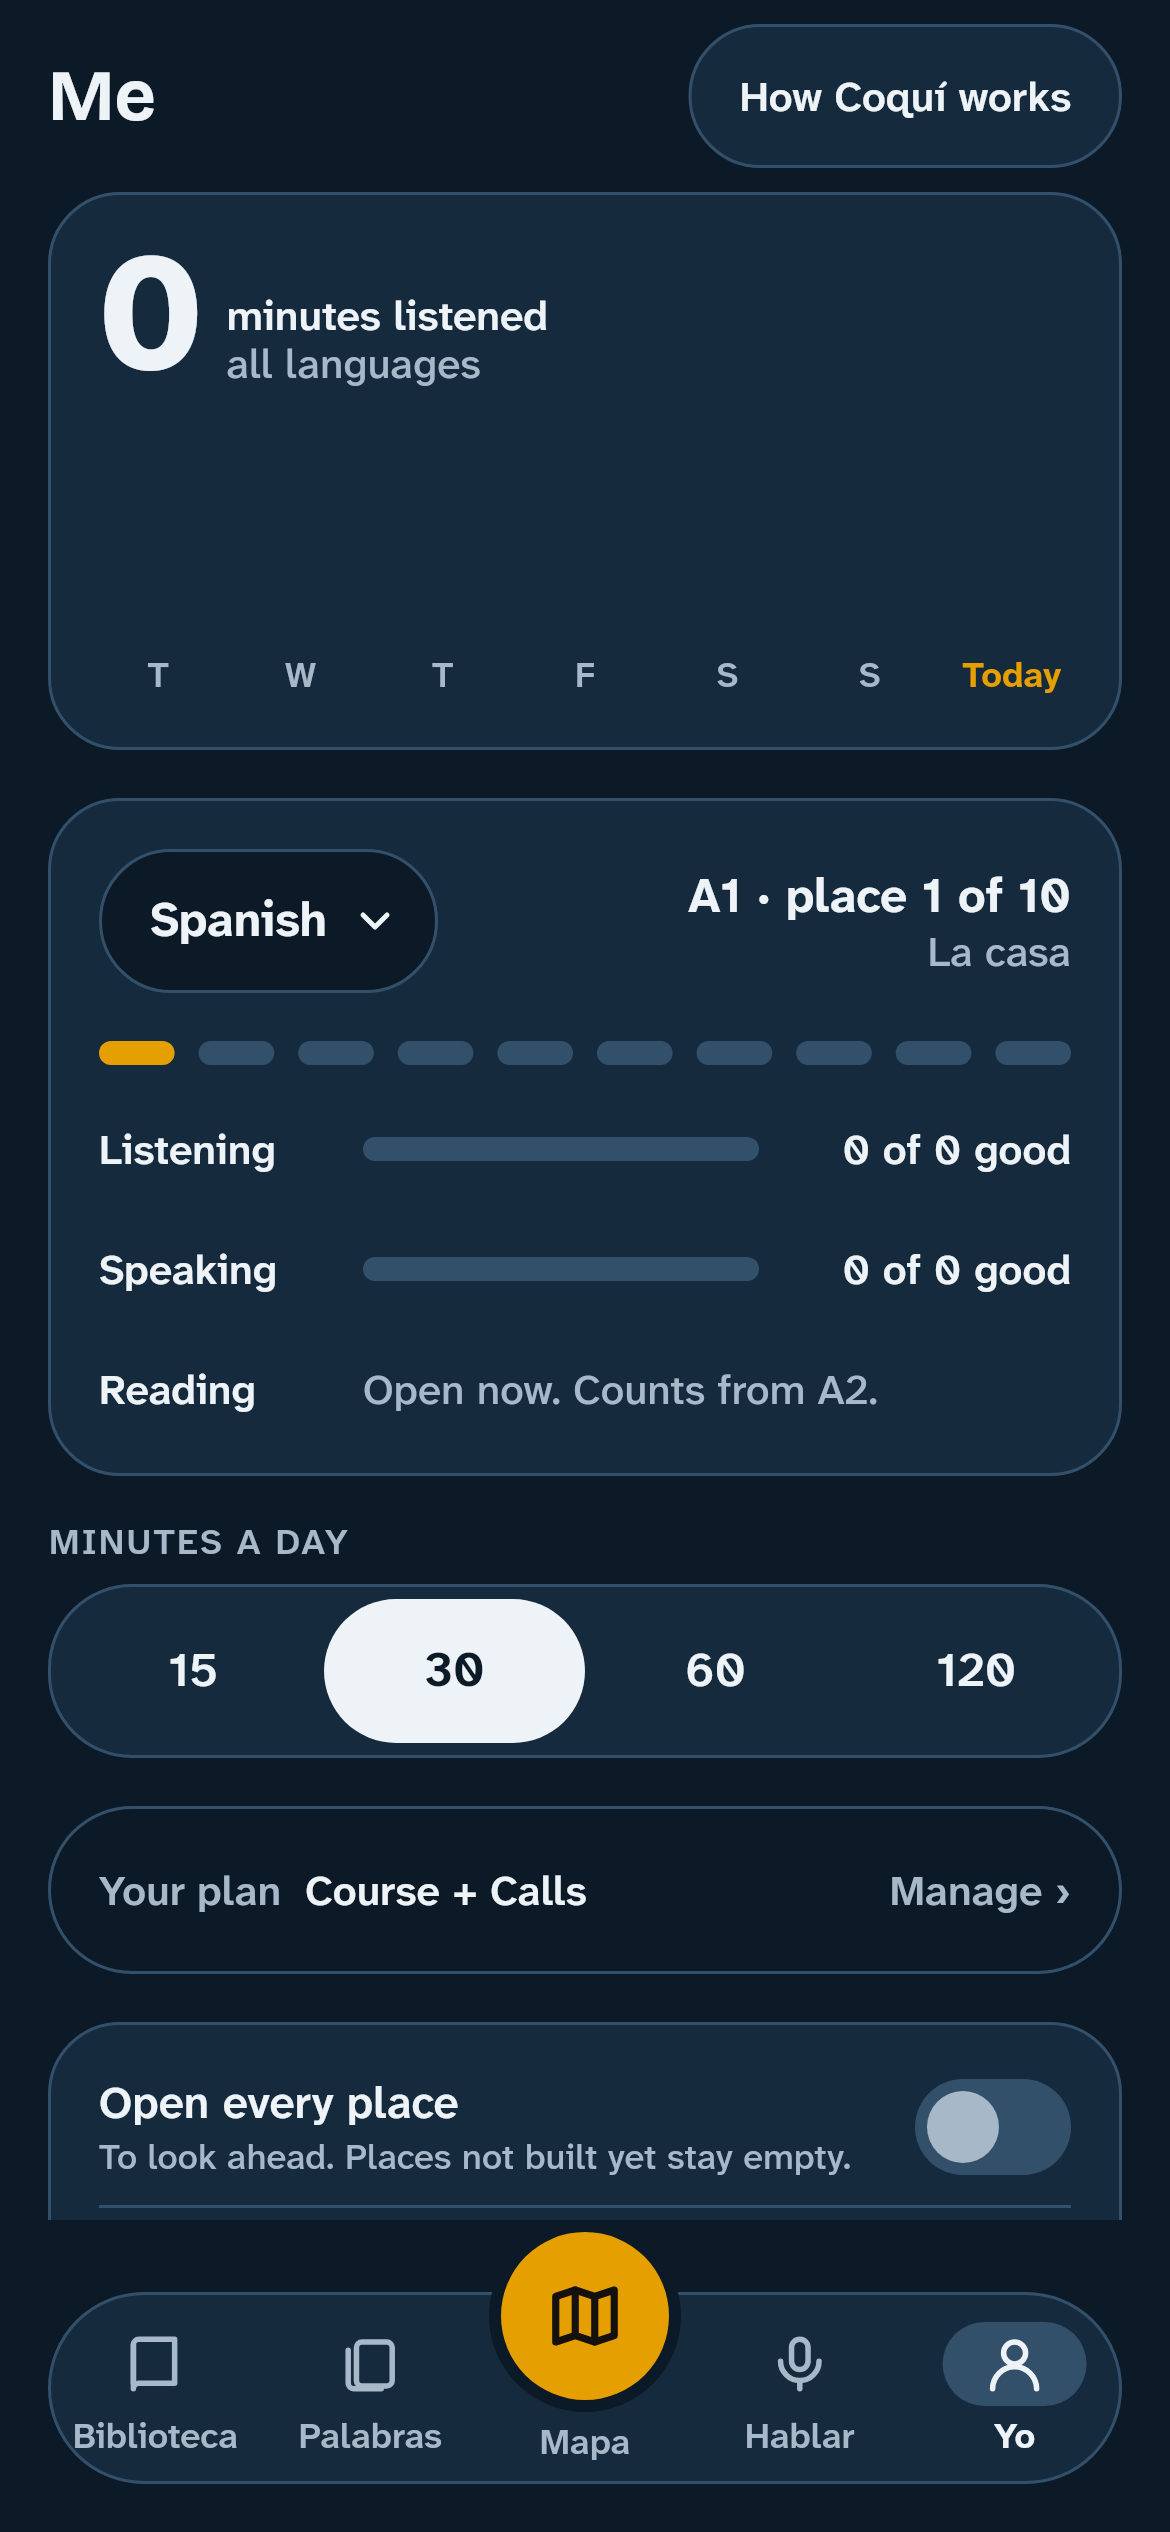 Me
How Coquí works
0
minutes listened
all languages
T W T F S S Today
Spanish
A1 · place 1 of 10
La casa
Listening 0 of 0 good
Speaking 0 of 0 good
Reading Open now. Counts from A2.
MINUTES A DAY
15 30 60 120
Your plan Course + Calls Manage ›
Open every place
To look ahead. Places not built yet stay empty.
Biblioteca Palabras Mapa Hablar Yo